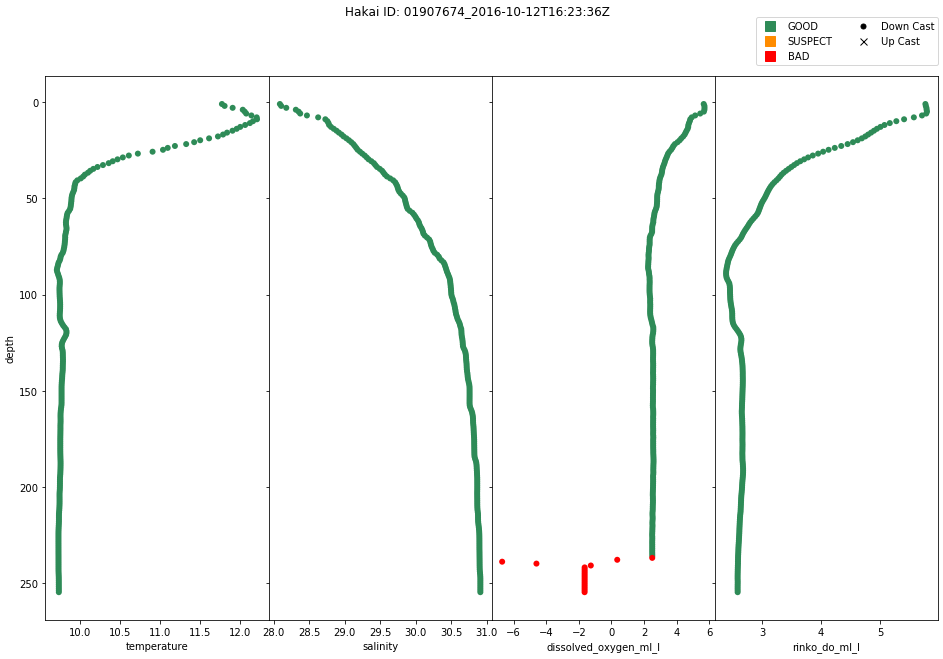 Hakai ID: 01907674_2016-10-12T16:23:36Z
GOOD
SUSPECT
BAD
Down Cast
Up Cast
depth
0
50
100
150
200
250
10.0 10.5 11.0 11.5 12.0
temperature
28.0 28.5 29.0 29.5 30.0 30.5 31.0
salinity
−6 −4 −2 0 2 4 6
dissolved_oxygen_ml_l
3 4 5
rinko_do_ml_l